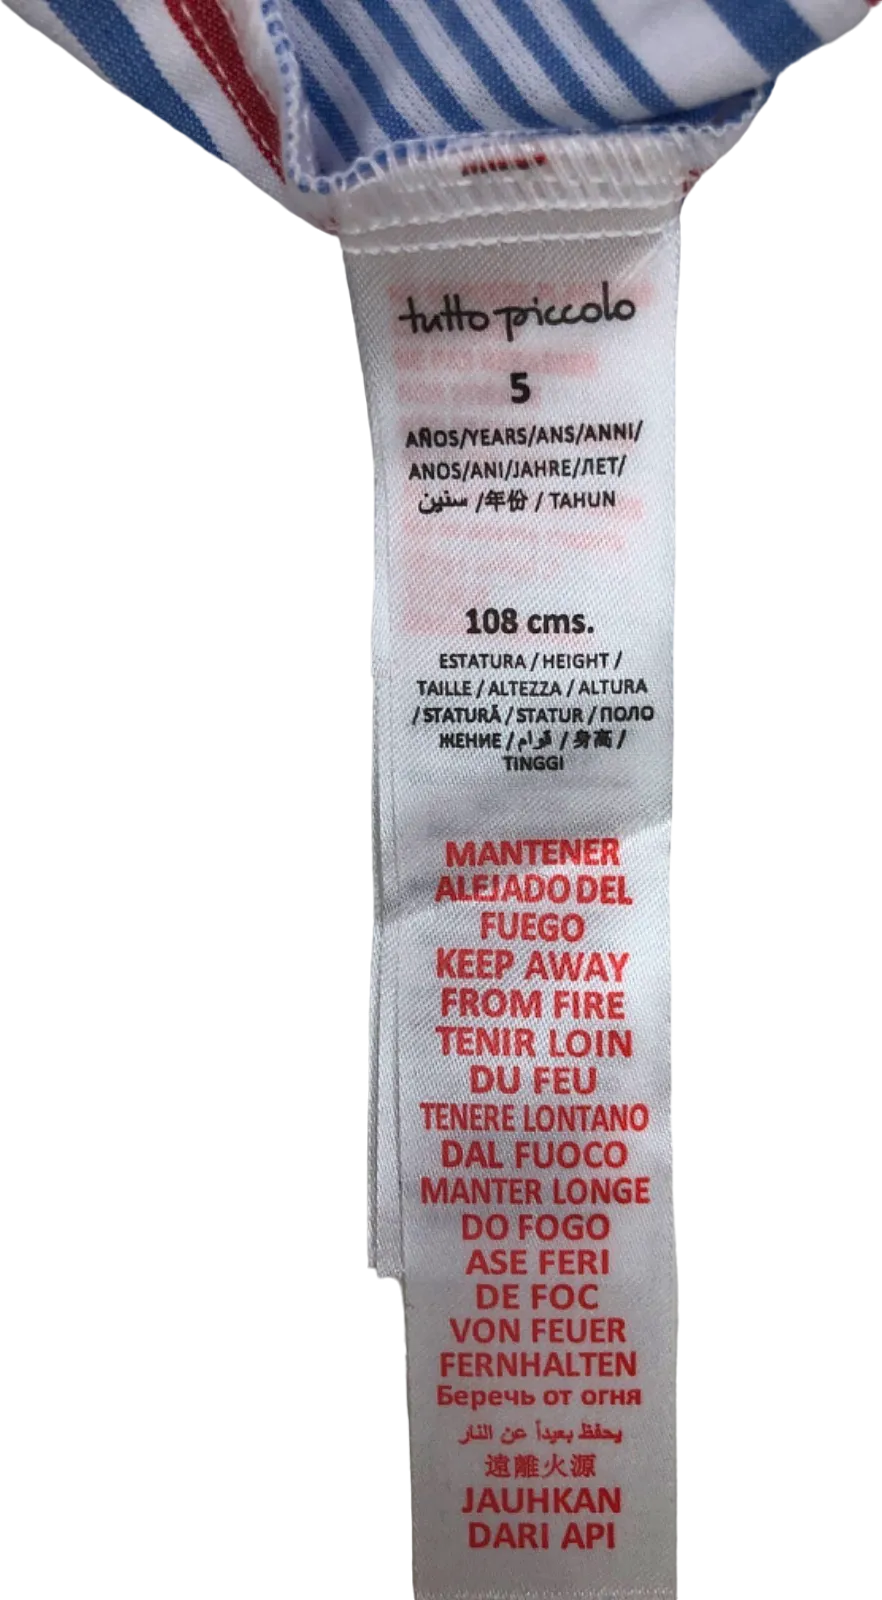 tutto piccolo
5
AÑOS/YEARS/ANS/ANNI/
ANOS/ANI/JAHRE/ЛЕТ/
سنين /年份 / TAHUN
108 cms.
ESTATURA / HEIGHT /
TAILLE / ALTEZZA / ALTURA
/ STATURĂ / STATUR / ПОЛО
ЖЕНИЕ / قوام / 身高 /
TINGGI
MANTENER
ALEJADO DEL
FUEGO
KEEP AWAY
FROM FIRE
TENIR LOIN
DU FEU
TENERE LONTANO
DAL FUOCO
MANTER LONGE
DO FOGO
ASE FERI
DE FOC
VON FEUER
FERNHALTEN
Беречь от огня
يحفظ بعيداً عن النار
遠離火源
JAUHKAN
DARI API